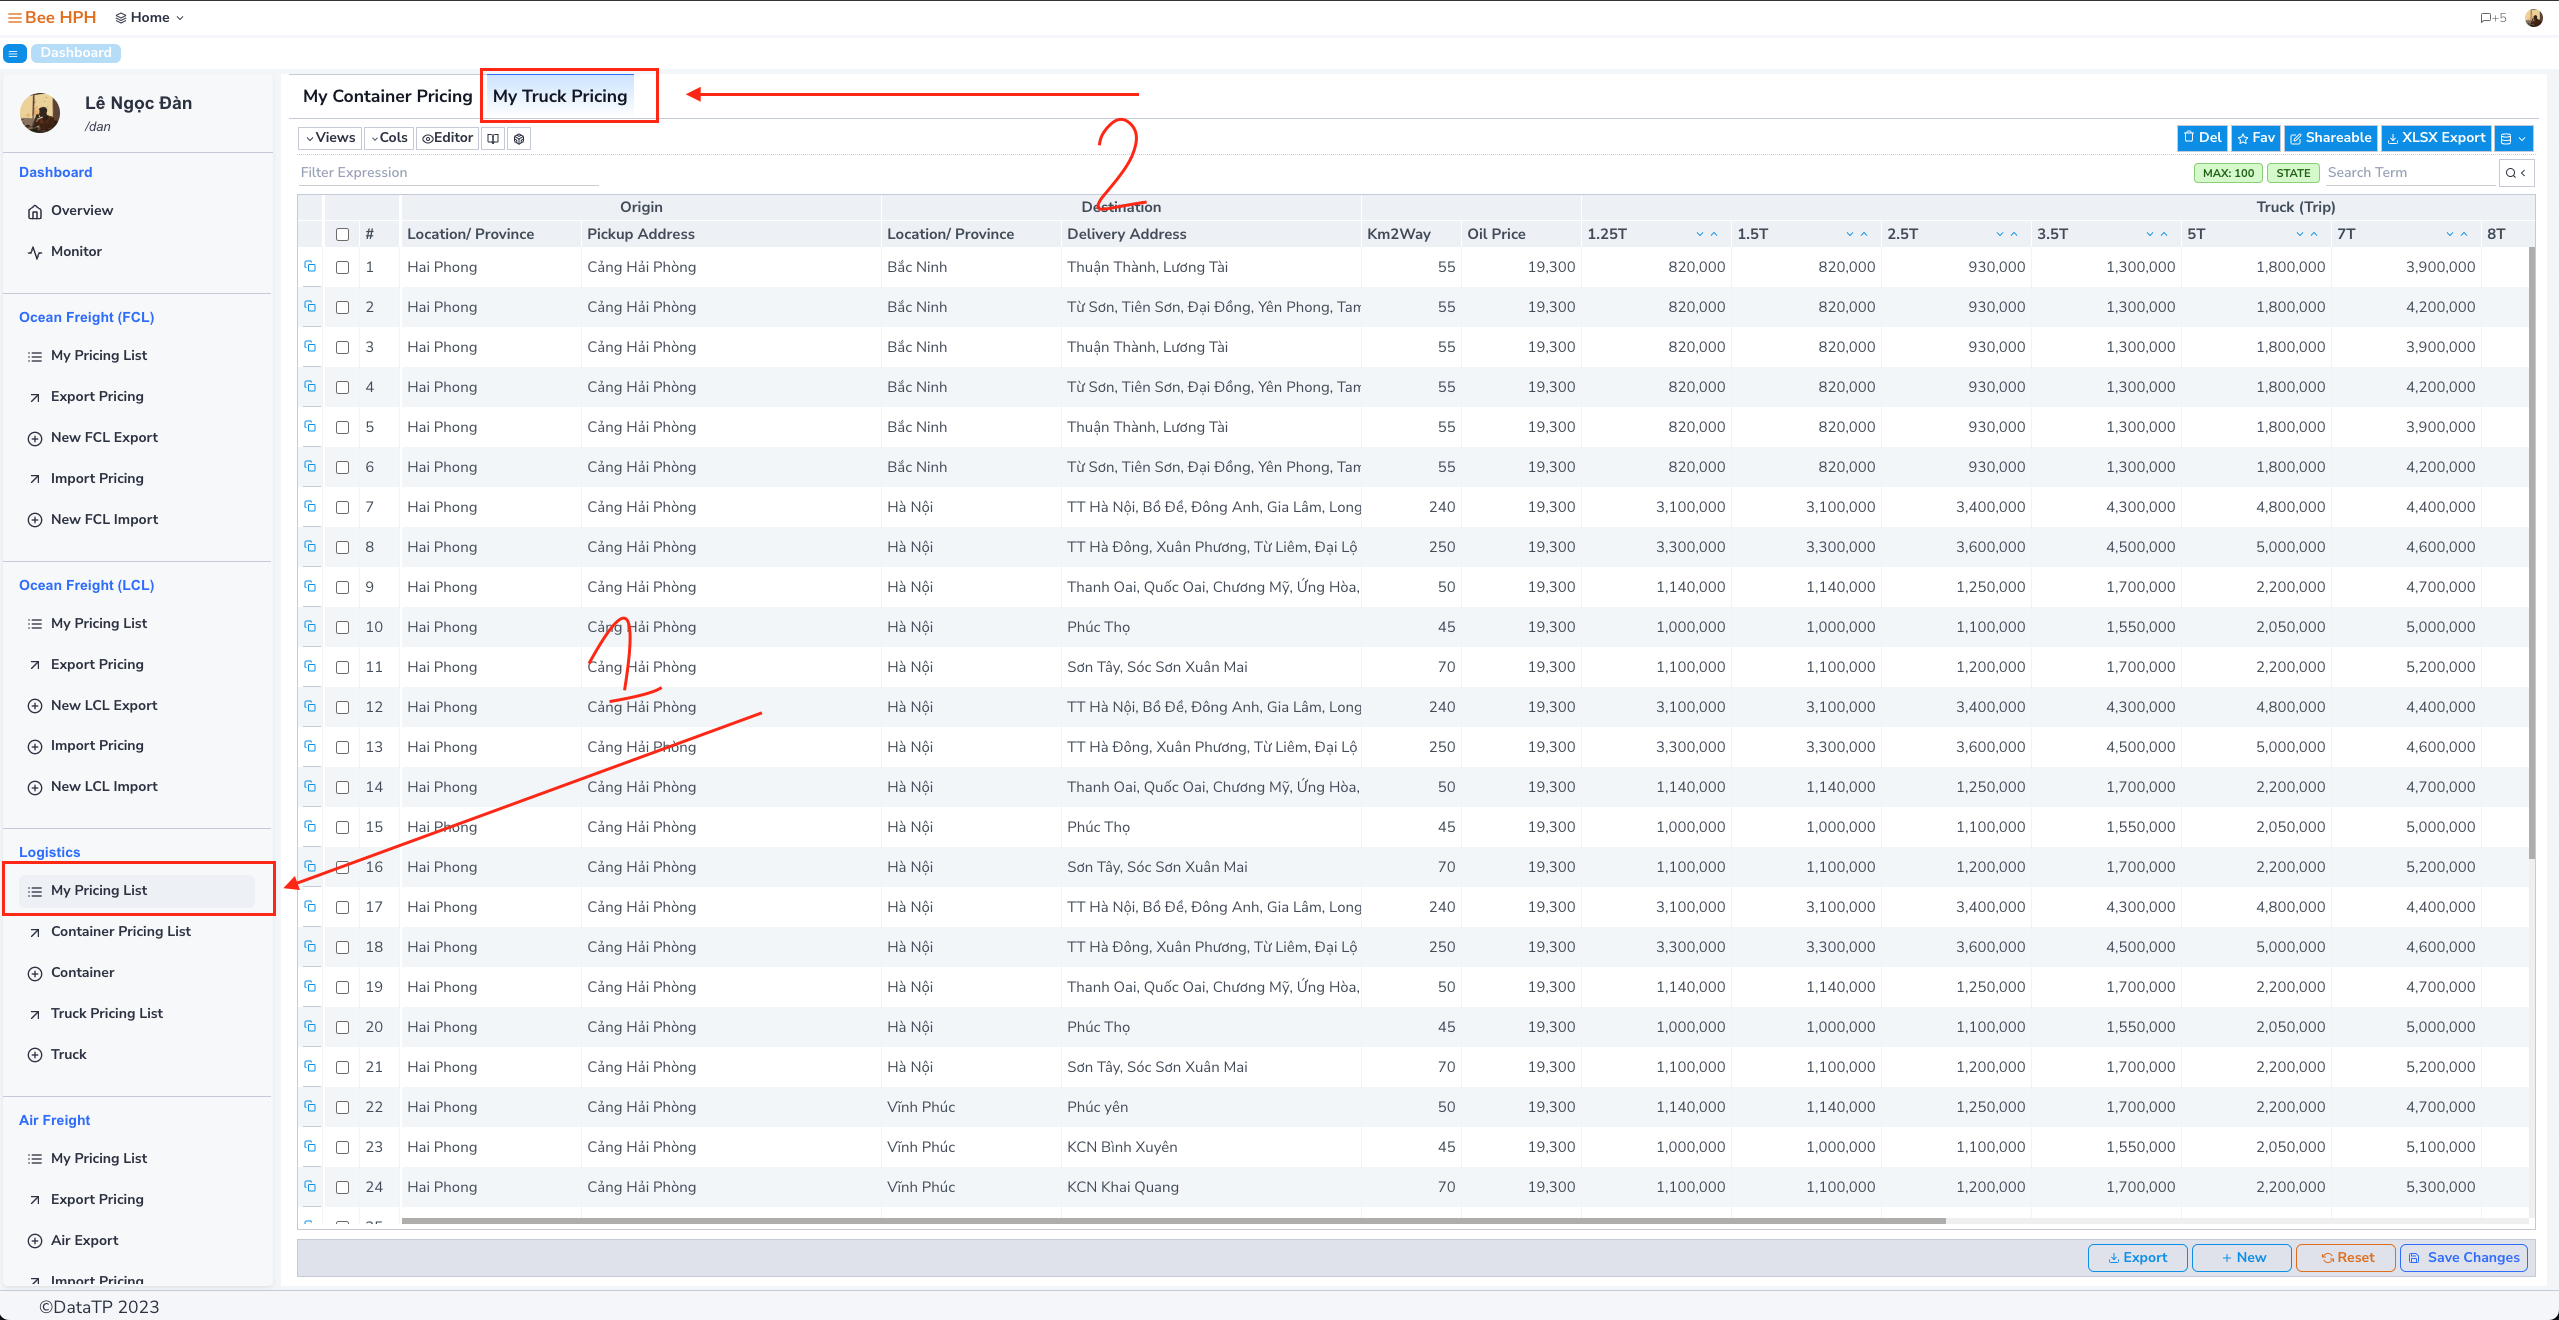 Bee HPH Home +5
Dashboard
Lê Ngọc Đàn
/dan
Dashboard
Overview
Monitor
Ocean Freight (FCL)
My Pricing List
Export Pricing
New FCL Export
Import Pricing
New FCL Import
Ocean Freight (LCL)
My Pricing List
Export Pricing
New LCL Export
Import Pricing
New LCL Import
Logistics
My Pricing List
Container Pricing List
Container
Truck Pricing List
Truck
Air Freight
My Pricing List
Export Pricing
Air Export
Import Pricing
My Container Pricing My Truck Pricing
2
1
Views Cols Editor Del Fav Shareable XLSX Export
Filter Expression MAX: 100 STATE Search Term
Origin Destination Truck (Trip)
# Location/ Province Pickup Address Location/ Province Delivery Address Km2Way Oil Price 1.25T 1.5T 2.5T 3.5T 5T 7T 8T
1 Hai Phong Cảng Hải Phòng Bắc Ninh Thuận Thành, Lương Tài 55 19,300 820,000 820,000 930,000 1,300,000 1,800,000 3,900,000
2 Hai Phong Cảng Hải Phòng Bắc Ninh Từ Sơn, Tiên Sơn, Đại Đồng, Yên Phong, Tam 55 19,300 820,000 820,000 930,000 1,300,000 1,800,000 4,200,000
3 Hai Phong Cảng Hải Phòng Bắc Ninh Thuận Thành, Lương Tài 55 19,300 820,000 820,000 930,000 1,300,000 1,800,000 3,900,000
4 Hai Phong Cảng Hải Phòng Bắc Ninh Từ Sơn, Tiên Sơn, Đại Đồng, Yên Phong, Tam 55 19,300 820,000 820,000 930,000 1,300,000 1,800,000 4,200,000
5 Hai Phong Cảng Hải Phòng Bắc Ninh Thuận Thành, Lương Tài 55 19,300 820,000 820,000 930,000 1,300,000 1,800,000 3,900,000
6 Hai Phong Cảng Hải Phòng Bắc Ninh Từ Sơn, Tiên Sơn, Đại Đồng, Yên Phong, Tam 55 19,300 820,000 820,000 930,000 1,300,000 1,800,000 4,200,000
7 Hai Phong Cảng Hải Phòng Hà Nội TT Hà Nội, Bồ Đề, Đông Anh, Gia Lâm, Long 240 19,300 3,100,000 3,100,000 3,400,000 4,300,000 4,800,000 4,400,000
8 Hai Phong Cảng Hải Phòng Hà Nội TT Hà Đông, Xuân Phương, Từ Liêm, Đại Lộ 250 19,300 3,300,000 3,300,000 3,600,000 4,500,000 5,000,000 4,600,000
9 Hai Phong Cảng Hải Phòng Hà Nội Thanh Oai, Quốc Oai, Chương Mỹ, Ứng Hòa, 50 19,300 1,140,000 1,140,000 1,250,000 1,700,000 2,200,000 4,700,000
10 Hai Phong Cảng Hải Phòng Hà Nội Phúc Thọ 45 19,300 1,000,000 1,000,000 1,100,000 1,550,000 2,050,000 5,000,000
11 Hai Phong Cảng Hải Phòng Hà Nội Sơn Tây, Sóc Sơn Xuân Mai 70 19,300 1,100,000 1,100,000 1,200,000 1,700,000 2,200,000 5,200,000
12 Hai Phong Cảng Hải Phòng Hà Nội TT Hà Nội, Bồ Đề, Đông Anh, Gia Lâm, Long 240 19,300 3,100,000 3,100,000 3,400,000 4,300,000 4,800,000 4,400,000
13 Hai Phong Cảng Hải Phòng Hà Nội TT Hà Đông, Xuân Phương, Từ Liêm, Đại Lộ 250 19,300 3,300,000 3,300,000 3,600,000 4,500,000 5,000,000 4,600,000
14 Hai Phong Cảng Hải Phòng Hà Nội Thanh Oai, Quốc Oai, Chương Mỹ, Ứng Hòa, 50 19,300 1,140,000 1,140,000 1,250,000 1,700,000 2,200,000 4,700,000
15 Hai Phong Cảng Hải Phòng Hà Nội Phúc Thọ 45 19,300 1,000,000 1,000,000 1,100,000 1,550,000 2,050,000 5,000,000
16 Hai Phong Cảng Hải Phòng Hà Nội Sơn Tây, Sóc Sơn Xuân Mai 70 19,300 1,100,000 1,100,000 1,200,000 1,700,000 2,200,000 5,200,000
17 Hai Phong Cảng Hải Phòng Hà Nội TT Hà Nội, Bồ Đề, Đông Anh, Gia Lâm, Long 240 19,300 3,100,000 3,100,000 3,400,000 4,300,000 4,800,000 4,400,000
18 Hai Phong Cảng Hải Phòng Hà Nội TT Hà Đông, Xuân Phương, Từ Liêm, Đại Lộ 250 19,300 3,300,000 3,300,000 3,600,000 4,500,000 5,000,000 4,600,000
19 Hai Phong Cảng Hải Phòng Hà Nội Thanh Oai, Quốc Oai, Chương Mỹ, Ứng Hòa, 50 19,300 1,140,000 1,140,000 1,250,000 1,700,000 2,200,000 4,700,000
20 Hai Phong Cảng Hải Phòng Hà Nội Phúc Thọ 45 19,300 1,000,000 1,000,000 1,100,000 1,550,000 2,050,000 5,000,000
21 Hai Phong Cảng Hải Phòng Hà Nội Sơn Tây, Sóc Sơn Xuân Mai 70 19,300 1,100,000 1,100,000 1,200,000 1,700,000 2,200,000 5,200,000
22 Hai Phong Cảng Hải Phòng Vĩnh Phúc Phúc yên 50 19,300 1,140,000 1,140,000 1,250,000 1,700,000 2,200,000 4,700,000
23 Hai Phong Cảng Hải Phòng Vĩnh Phúc KCN Bình Xuyên 45 19,300 1,000,000 1,000,000 1,100,000 1,550,000 2,050,000 5,100,000
24 Hai Phong Cảng Hải Phòng Vĩnh Phúc KCN Khai Quang 70 19,300 1,100,000 1,100,000 1,200,000 1,700,000 2,200,000 5,300,000
Export New Reset Save Changes
©DataTP 2023